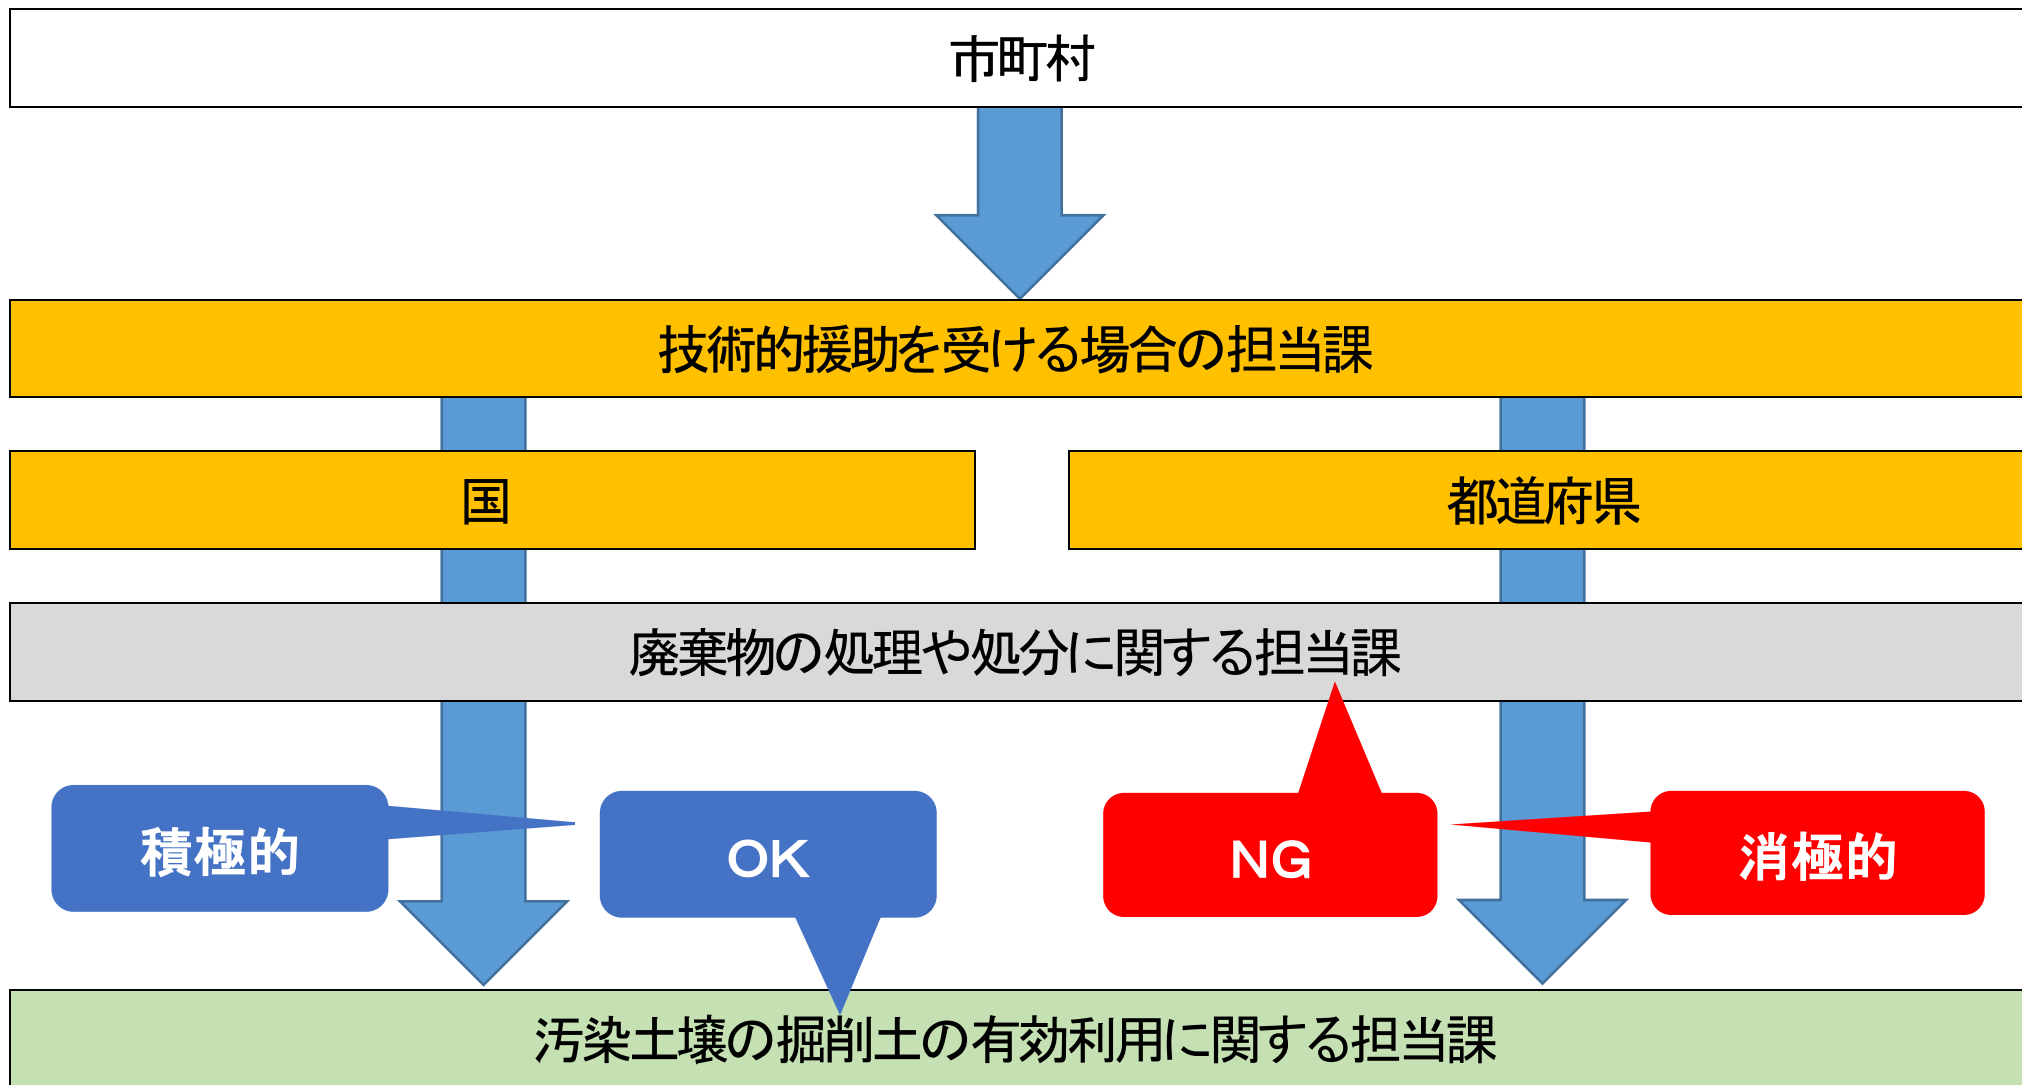 市町村
技術的援助を受ける場合の担当課
国
都道府県
廃棄物の処理や処分に関する担当課
積極的
OK
NG
消極的
汚染土壌の掘削土の有効利用に関する担当課